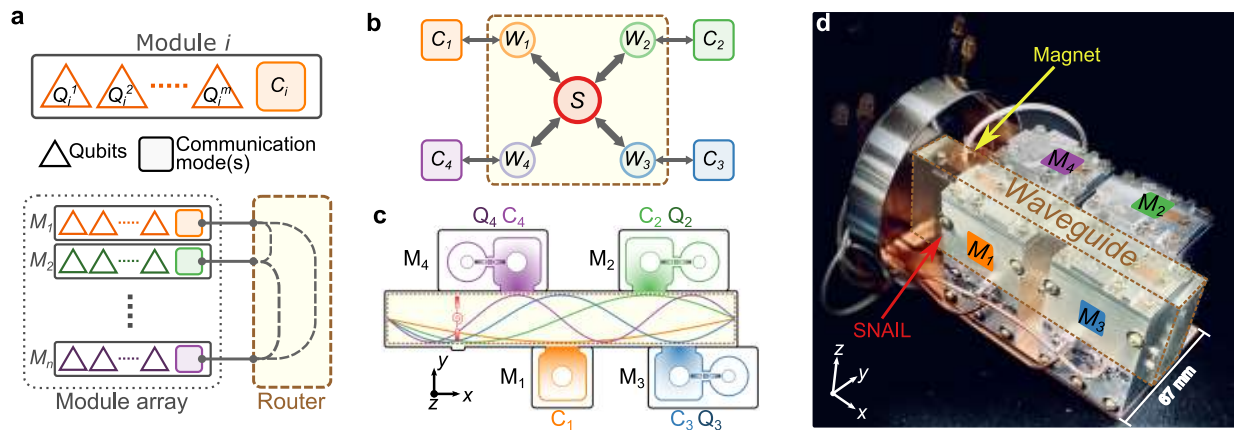 a
Module i
Q_i^1 Q_i^2 Q_i^m C_i
Qubits
Communication
mode(s)
M_1
M_2
M_n
Module array
Router
b
C_1 W_1 W_2 C_2
S
C_4 W_4 W_3 C_3
c
Q_4 C_4 C_2 Q_2
M_4 M_2
y
z x
M_1 M_3
C_1 C_3 Q_3
d
Magnet
M_4
M_2
Waveguide
M_1
M_3
SNAIL
67 mm
z
y
x